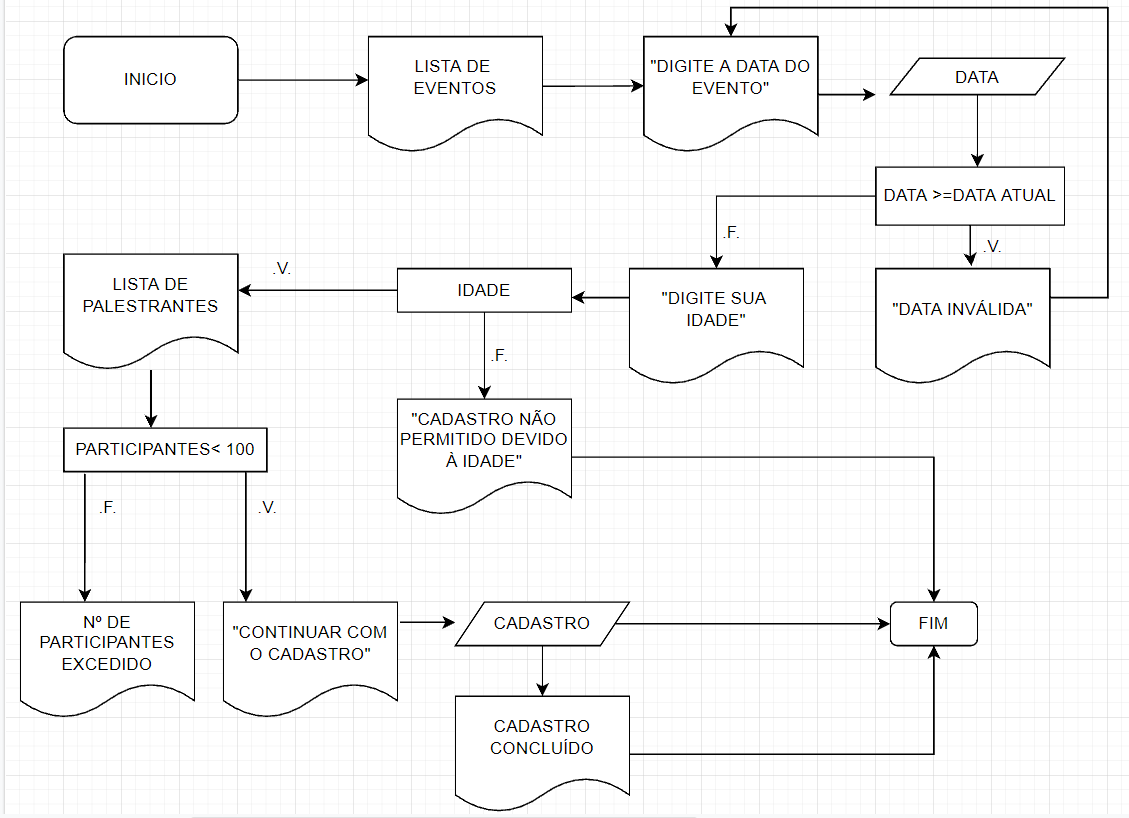 INICIO
LISTA DE
EVENTOS
"DIGITE A DATA DO
EVENTO"
DATA
DATA >=DATA ATUAL
.F.
.V.
LISTA DE
PALESTRANTES
.V.
IDADE
"DIGITE SUA
IDADE"
"DATA INVÁLIDA"
.F.
"CADASTRO NÃO
PERMITIDO DEVIDO
À IDADE"
PARTICIPANTES< 100
.F.
.V.
Nº DE
PARTICIPANTES
EXCEDIDO
"CONTINUAR COM
O CADASTRO"
CADASTRO
FIM
CADASTRO
CONCLUÍDO